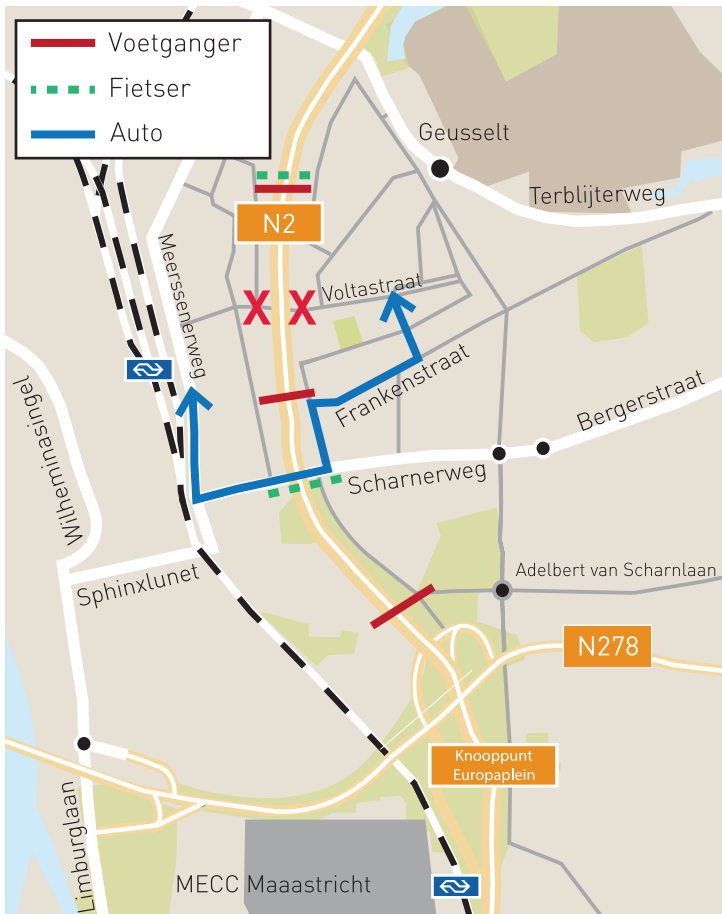 Voetganger
Fietser
Auto
Geusselt
Terblijterweg
N2
Meerssenerweg
Voltastraat
X X
Frankenstraat
Wilheminasingel
Bergerstraat
Scharnerweg
Sphinxlunet
Adelbert van Scharnlaan
N278
Knooppunt
Europaplein
Limburglaan
MECC Maaastricht